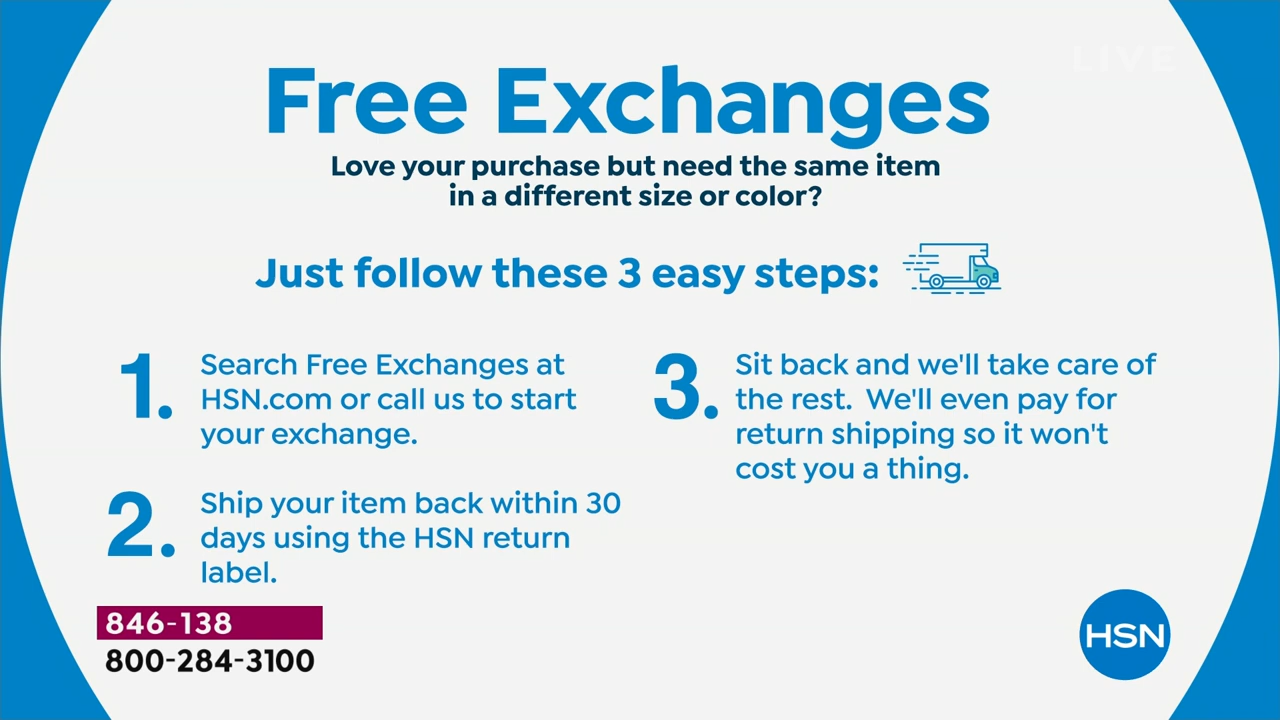 LIVE
Free Exchanges
Love your purchase but need the same item
in a different size or color?
Just follow these 3 easy steps:
1. Search Free Exchanges at
HSN.com or call us to start
your exchange.
2. Ship your item back within 30
days using the HSN return
label.
3. Sit back and we'll take care of
the rest.  We'll even pay for
return shipping so it won't
cost you a thing.
846-138
800-284-3100
HSN